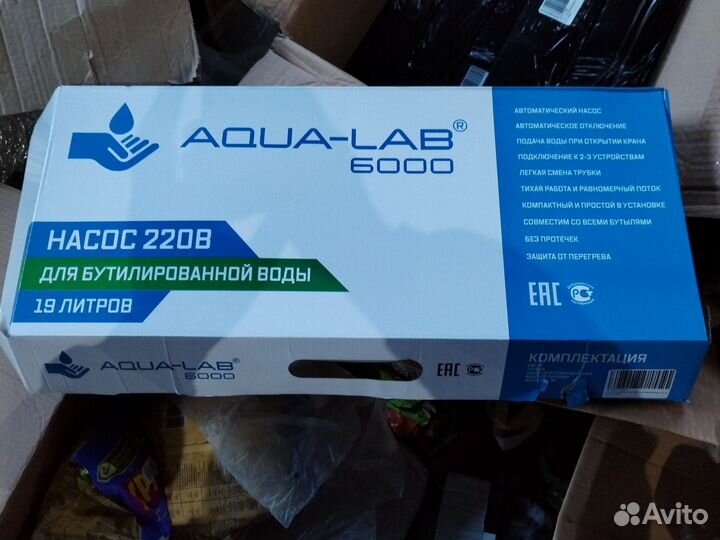 AQUA-LAB®
6000
НАСОС 220В
ДЛЯ БУТИЛИРОВАННОЙ ВОДЫ
19 ЛИТРОВ
АВТОМАТИЧЕСКИЙ НАСОС
АВТОМАТИЧЕСКОЕ ОТКЛЮЧЕНИЕ
ПОДАЧА ВОДЫ ПРИ ОТКРЫТИИ КРАНА
ПОДКЛЮЧЕНИЕ К 2-3 УСТРОЙСТВАМ
ЛЕГКАЯ СМЕНА ТРУБКИ
ТИХАЯ РАБОТА И РАВНОМЕРНЫЙ ПОТОК
КОМПАКТНЫЙ И ПРОСТОЙ В УСТАНОВКЕ
СОВМЕСТИМ СО ВСЕМИ БУТЫЛЯМИ
БЕЗ ПРОТЕЧЕК
ЗАЩИТА ОТ ПЕРЕГРЕВА
EAC
AQUA-LAB®
6000
EAC
КОМПЛЕКТАЦИЯ
Avito